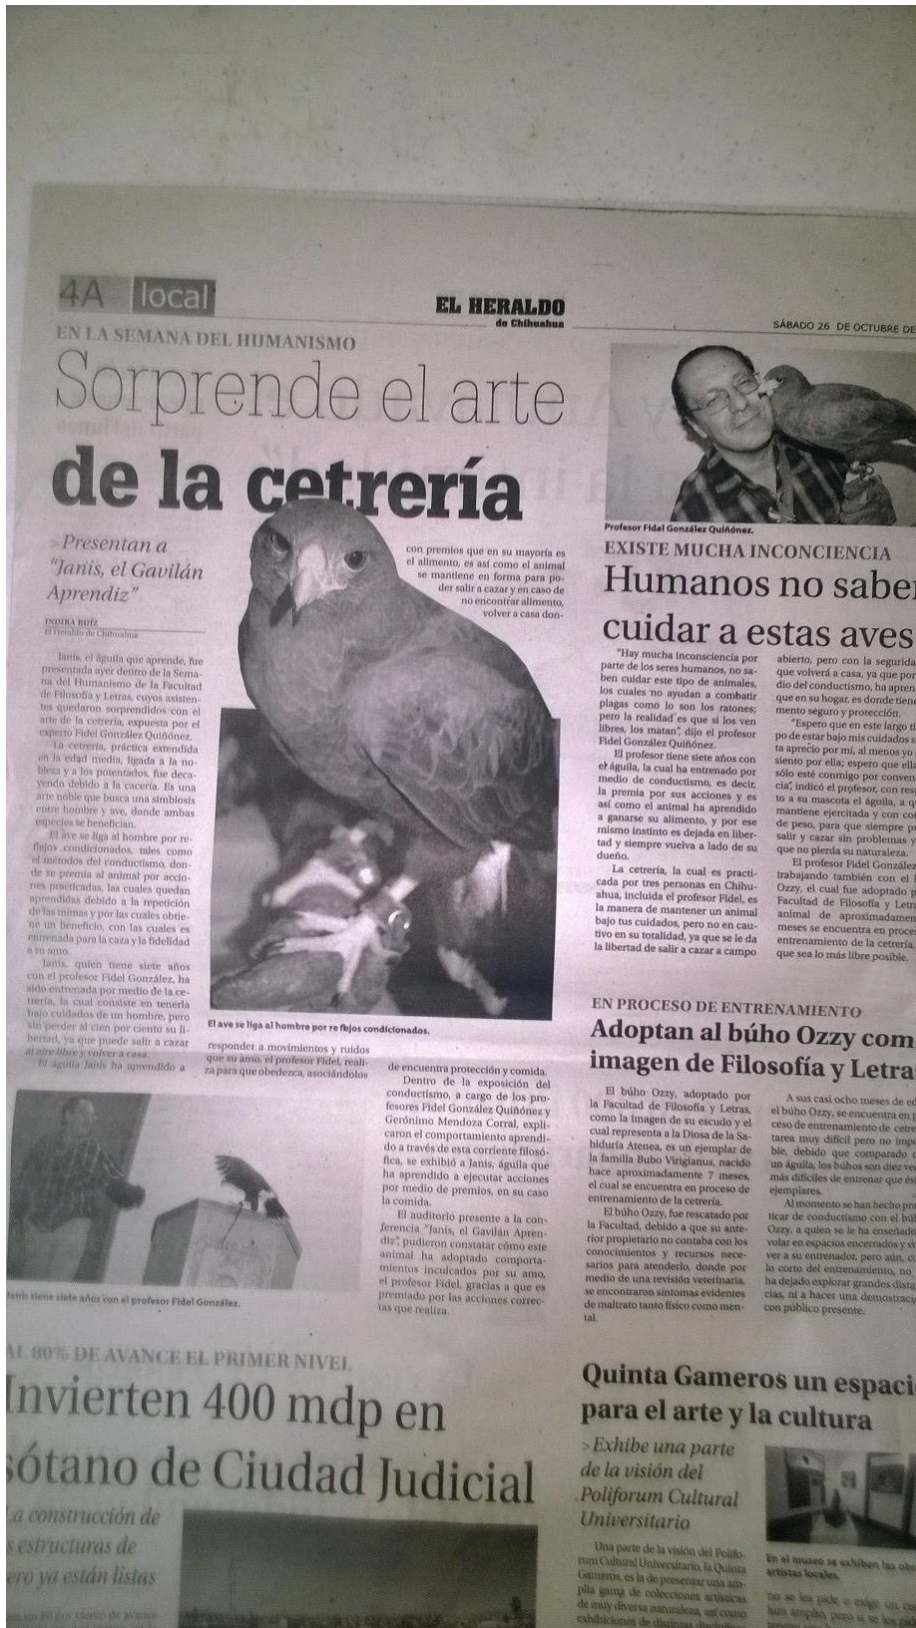 4A local
EL HERALDO
de Chihuahua
SÁBADO 26 DE OCTUBRE DE
EN LA SEMANA DEL HUMANISMO
Sorprende el arte
de la cetrería
>Presentan a
"Janis, el Gavilán
Aprendiz"
INDIRA RUÍZ
El Heraldo de Chihuahua
Janis, el águila que aprende, fue
presentada ayer dentro de la Sema-
na del Humanismo de la Facultad
de Filosofía y Letras, cuyos asisten-
tes quedaron sorprendidos con el
arte de la cetrería, expuesta por el
experto Fidel González Quiñónez.
La cetrería, práctica extendida
en la edad media, ligada a la no-
bleza y a los potentados, fue deca-
yendo debido a la cacería. Es una
arte noble que busca una simbiosis
entre hombre y ave, donde ambas
especies se benefician.
El ave se liga al hombre por re-
flejos condicionados, tales como
el métodos del conductismo, don-
de se premia al animal por accio-
nes practicadas, las cuales quedan
aprendidas debido a la repetición
de las mimas y por las cuales obtie-
ne un beneficio, con las cuales es
entrenada para la caza y la fidelidad
a su amo.
Janis, quien tiene siete años
con el profesor Fidel González, ha
sido entrenada por medio de la ce-
trería, la cual consiste en tenerla
bajo cuidados de un hombre, pero
sin perder al cien por ciento su li-
bertad, ya que puede salir a cazar
al aire libre y volver a casa.
El águila Janis ha aprendido a
responder a movimientos y ruidos
que su amo, el profesor Fidel, reali-
za para que obedezca, asociándolos
con premios que en su mayoría es
el alimento, es así como el animal
se mantiene en forma para po-
der salir a cazar y en caso de
no encontrar alimento,
volver a casa don-
El ave se liga al hombre por reflejos condicionados.
de encuentra protección y comida.
Dentro de la exposición del
conductismo, a cargo de los pro-
fesores Fidel González Quiñónez y
Gerónimo Mendoza Corral, expli-
caron el comportamiento aprendi-
do a través de esta corriente filosó-
fica, se exhibió a Janis, águila que
ha aprendido a ejecutar acciones
por medio de premios, en su caso
la comida.
El auditorio presente a la con-
ferencia "Janis, el Gavilán Apren-
diz", pudieron constatar cómo este
animal ha adoptado comporta-
mientos inculcados por su amo,
el profesor Fidel, gracias a que es
premiado por las acciones correc-
tas que realiza.
Janis tiene siete años con el profesor Fidel González.
Profesor Fidel González Quiñónez.
EXISTE MUCHA INCONCIENCIA
Humanos no saben
cuidar a estas aves
"Hay mucha inconsciencia por
parte de los seres humanos, no sa-
ben cuidar este tipo de animales,
los cuales no ayudan a combatir
plagas como lo son los ratones;
pero la realidad es que si los ven
libres, los matan", dijo el profesor
Fidel González Quiñónez.
El profesor tiene siete años con
el águila, la cual ha entrenado por
medio de conductismo, es decir,
la premia por sus acciones y es
así como el animal ha aprendido
a ganarse su alimento, y por ese
mismo instinto es dejada en liber-
tad y siempre vuelva a lado de su
dueño.
La cetrería, la cual es practi-
cada por tres personas en Chihu-
ahua, incluida el profesor Fidel, es
la manera de mantener un animal
bajo tus cuidados, pero no en cau-
tivo en su totalidad, ya que se le da
la libertad de salir a cazar a campo
abierto, pero con la segurida
que volverá a casa, ya que por
dio del conductismo, ha apren
que en su hogar, es donde tiene
mento seguro y protección.
"Espero que en este largo ti
po de estar bajo mis cuidados s
ta aprecio por mí, al menos yo
siento por ella; espero que ella
sólo esté conmigo por conven
cia", indicó el profesor, con res
to a su mascota el águila, a q
mantiene ejercitada y con co
de peso, para que siempre p
salir y cazar sin problemas y
que no pierda su naturaleza.
El profesor Fidel González
trabajando también con el
Ozzy, el cual fue adoptado p
Facultad de Filosofía y Letra
animal de aproximadamen
meses se encuentra en proce
entrenamiento de la cetrería,
que sea lo más libre posible.
EN PROCESO DE ENTRENAMIENTO
Adoptan al búho Ozzy com
imagen de Filosofía y Letra
El búho Ozzy, adoptado por
la Facultad de Filosofía y Letras,
como la imagen de su escudo y el
cual representa a la Diosa de la Sa-
biduría Atenea, es un ejemplar de
la familia Bubo Virigianus, nacido
hace aproximadamente 7 meses,
el cual se encuentra en proceso de
entrenamiento de la cetrería.
El búho Ozzy, fue rescatado por
la Facultad, debido a que su ante-
rior propietario no contaba con los
conocimientos y recursos nece-
sarios para atenderlo, donde por
medio de una revisión veterinaria,
se encontraron síntomas evidentes
de maltrato tanto físico como men-
tal.
A sus casi ocho meses de ed
el búho Ozzy, se encuentra en p
ceso de entrenamiento de cetre
tarea muy difícil pero no imp
ble, debido que comparado
un águila, los búhos son diez ve
más difíciles de entrenar que és
ejemplares.
Al momento se han hecho pra
ticar de conductismo con el búh
Ozzy, a quien se le ha enseñado
volar en espacios encerrados y v
ver a su entrenador, pero aún, c
lo corto del entrenamiento, no
ha dejado explorar grandes dista
cias, ni a hacer una demostraci
con público presente.
AL 80% DE AVANCE EL PRIMER NIVEL
Invierten 400 mdp en
sótano de Ciudad Judicial
La construcción de
s estructuras de
ero ya están listas
Quinta Gameros un espaci
para el arte y la cultura
>Exhibe una parte
de la visión del
Poliforum Cultural
Universitario
Una parte de la visión del Polifo-
rum Cultural Universitario, la Quinta
Gameros, es la de presentar una am-
plia gama de colecciones artísticas
de muy diversa naturaleza, así como
En el museo se exhiben las ob
artistas locales.